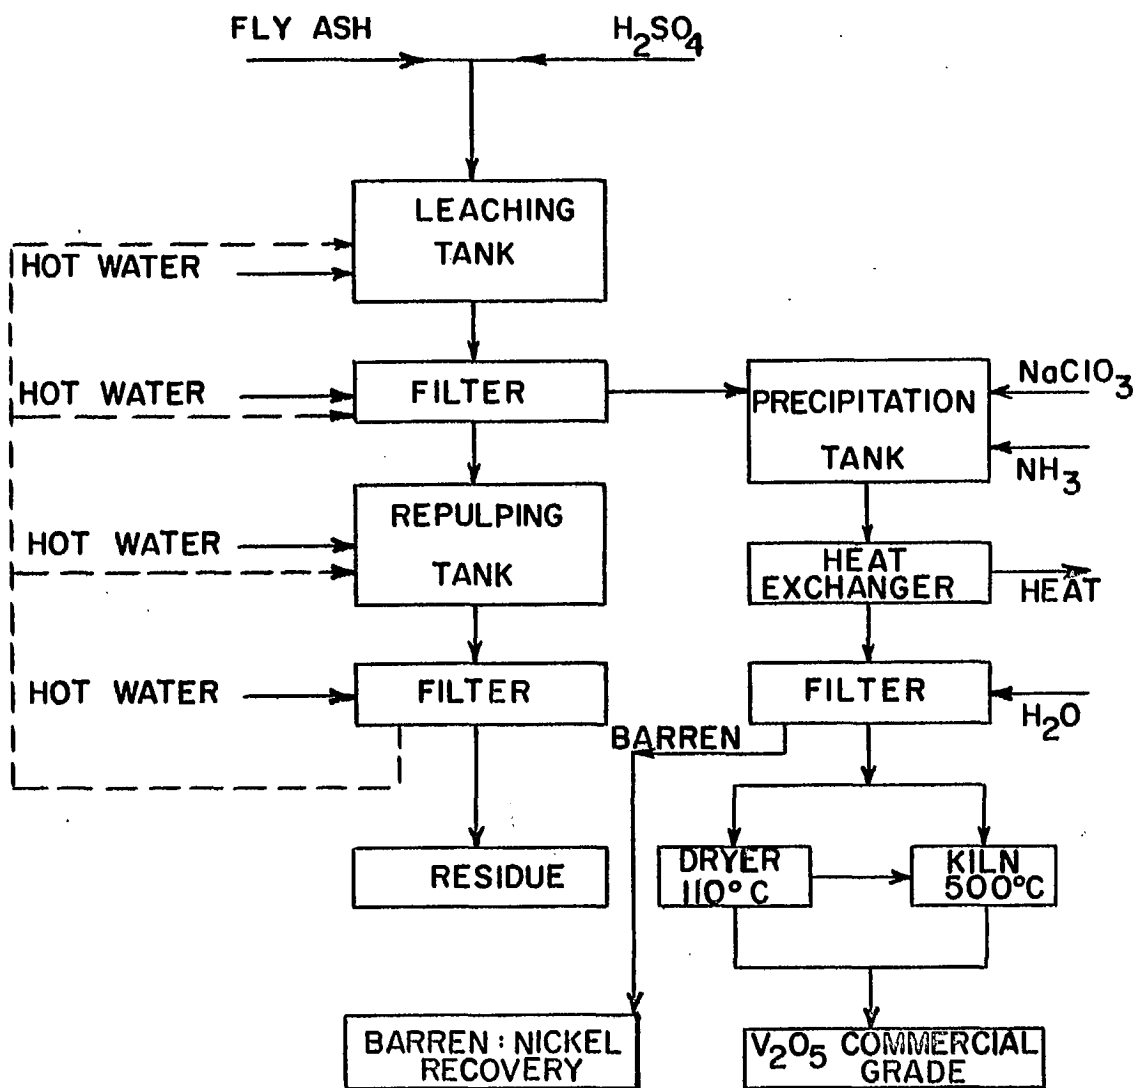 FLY ASH
H₂SO₄
LEACHING
TANK
HOT WATER
HOT WATER
FILTER
PRECIPITATION
TANK
NaClO₃
NH₃
HOT WATER
REPULPING
TANK
HEAT
EXCHANGER
HEAT
HOT WATER
FILTER
FILTER
H₂O
BARREN
RESIDUE
DRYER
110°C
KILN
500°C
BARREN : NICKEL
RECOVERY
V₂O₅ COMMERCIAL
GRADE